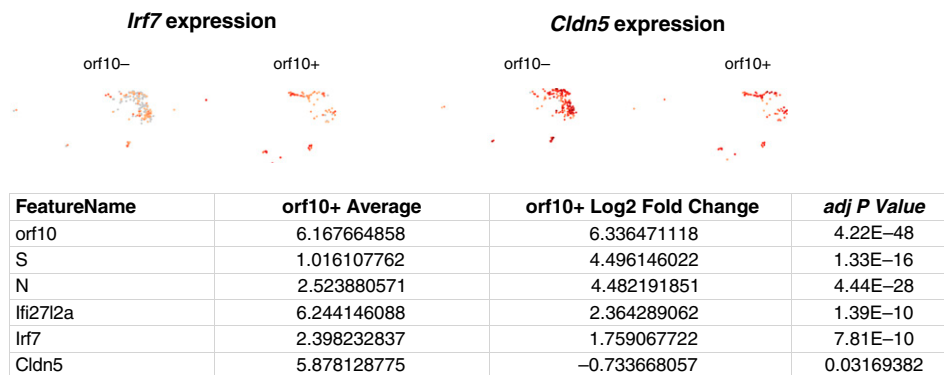 Irf7 expression Cldn5 expression
orf10– orf10+ orf10– orf10+
FeatureName orf10+ Average orf10+ Log2 Fold Change adj P Value
orf10 6.167664858 6.336471118 4.22E–48
S 1.016107762 4.496146022 1.33E–16
N 2.523880571 4.482191851 4.44E–28
Ifi27l2a 6.244146088 2.364289062 1.39E–10
Irf7 2.398232837 1.759067722 7.81E–10
Cldn5 5.878128775 –0.733668057 0.03169382